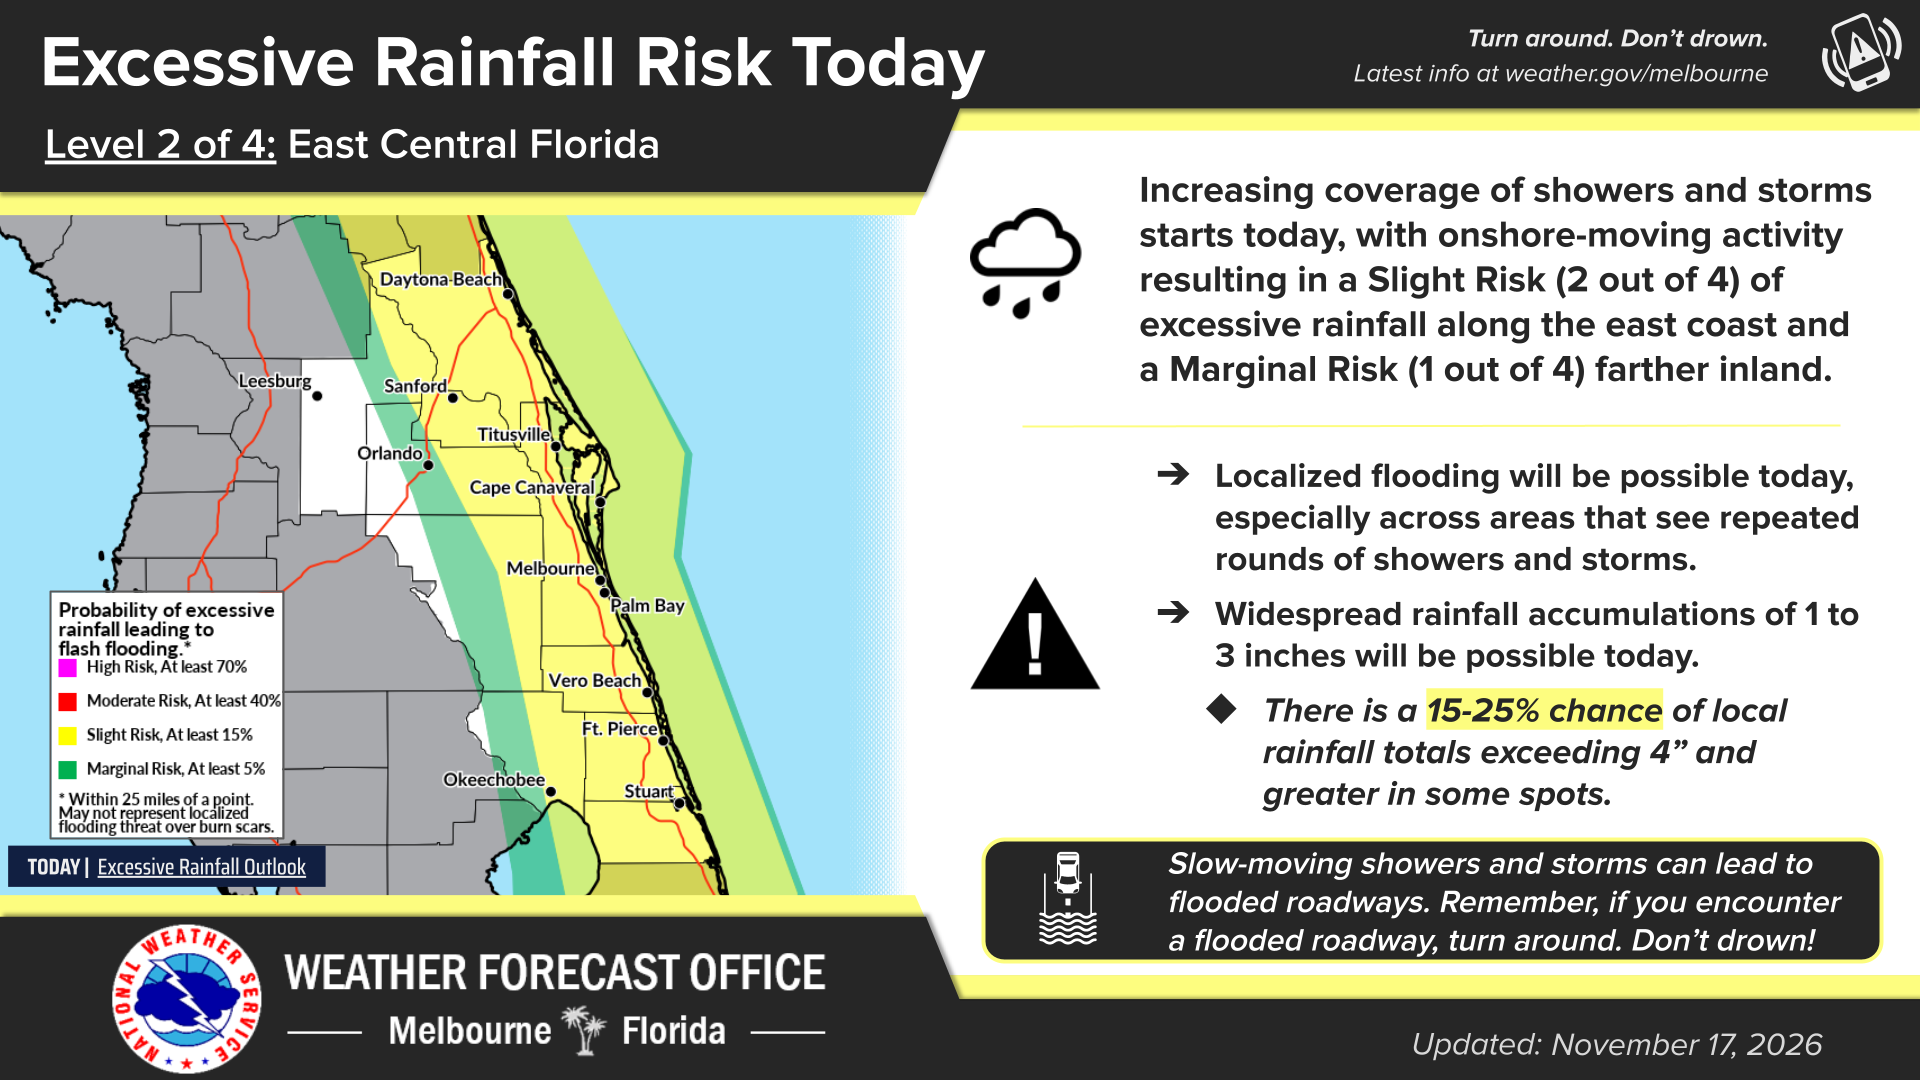 Excessive Rainfall Risk Today
Level 2 of 4: East Central Florida
Turn around. Don't drown.
Latest info at weather.gov/melbourne
Daytona Beach
Leesburg
Sanford
Titusville
Orlando
Cape Canaveral
Melbourne
Palm Bay
Vero Beach
Ft. Pierce
Okeechobee
Stuart
Probability of excessive
rainfall leading to
flash flooding.*
High Risk, At least 70%
Moderate Risk, At least 40%
Slight Risk, At least 15%
Marginal Risk, At least 5%
* Within 25 miles of a point.
May not represent localized
flooding threat over burn scars.
TODAY | Excessive Rainfall Outlook
Increasing coverage of showers and storms
starts today, with onshore-moving activity
resulting in a Slight Risk (2 out of 4) of
excessive rainfall along the east coast and
a Marginal Risk (1 out of 4) farther inland.
➔ Localized flooding will be possible today,
especially across areas that see repeated
rounds of showers and storms.
➔ Widespread rainfall accumulations of 1 to
3 inches will be possible today.
◆ There is a 15-25% chance of local
rainfall totals exceeding 4” and
greater in some spots.
Slow-moving showers and storms can lead to
flooded roadways. Remember, if you encounter
a flooded roadway, turn around. Don't drown!
NATIONAL WEATHER SERVICE
WEATHER FORECAST OFFICE
Melbourne Florida
Updated: November 17, 2026